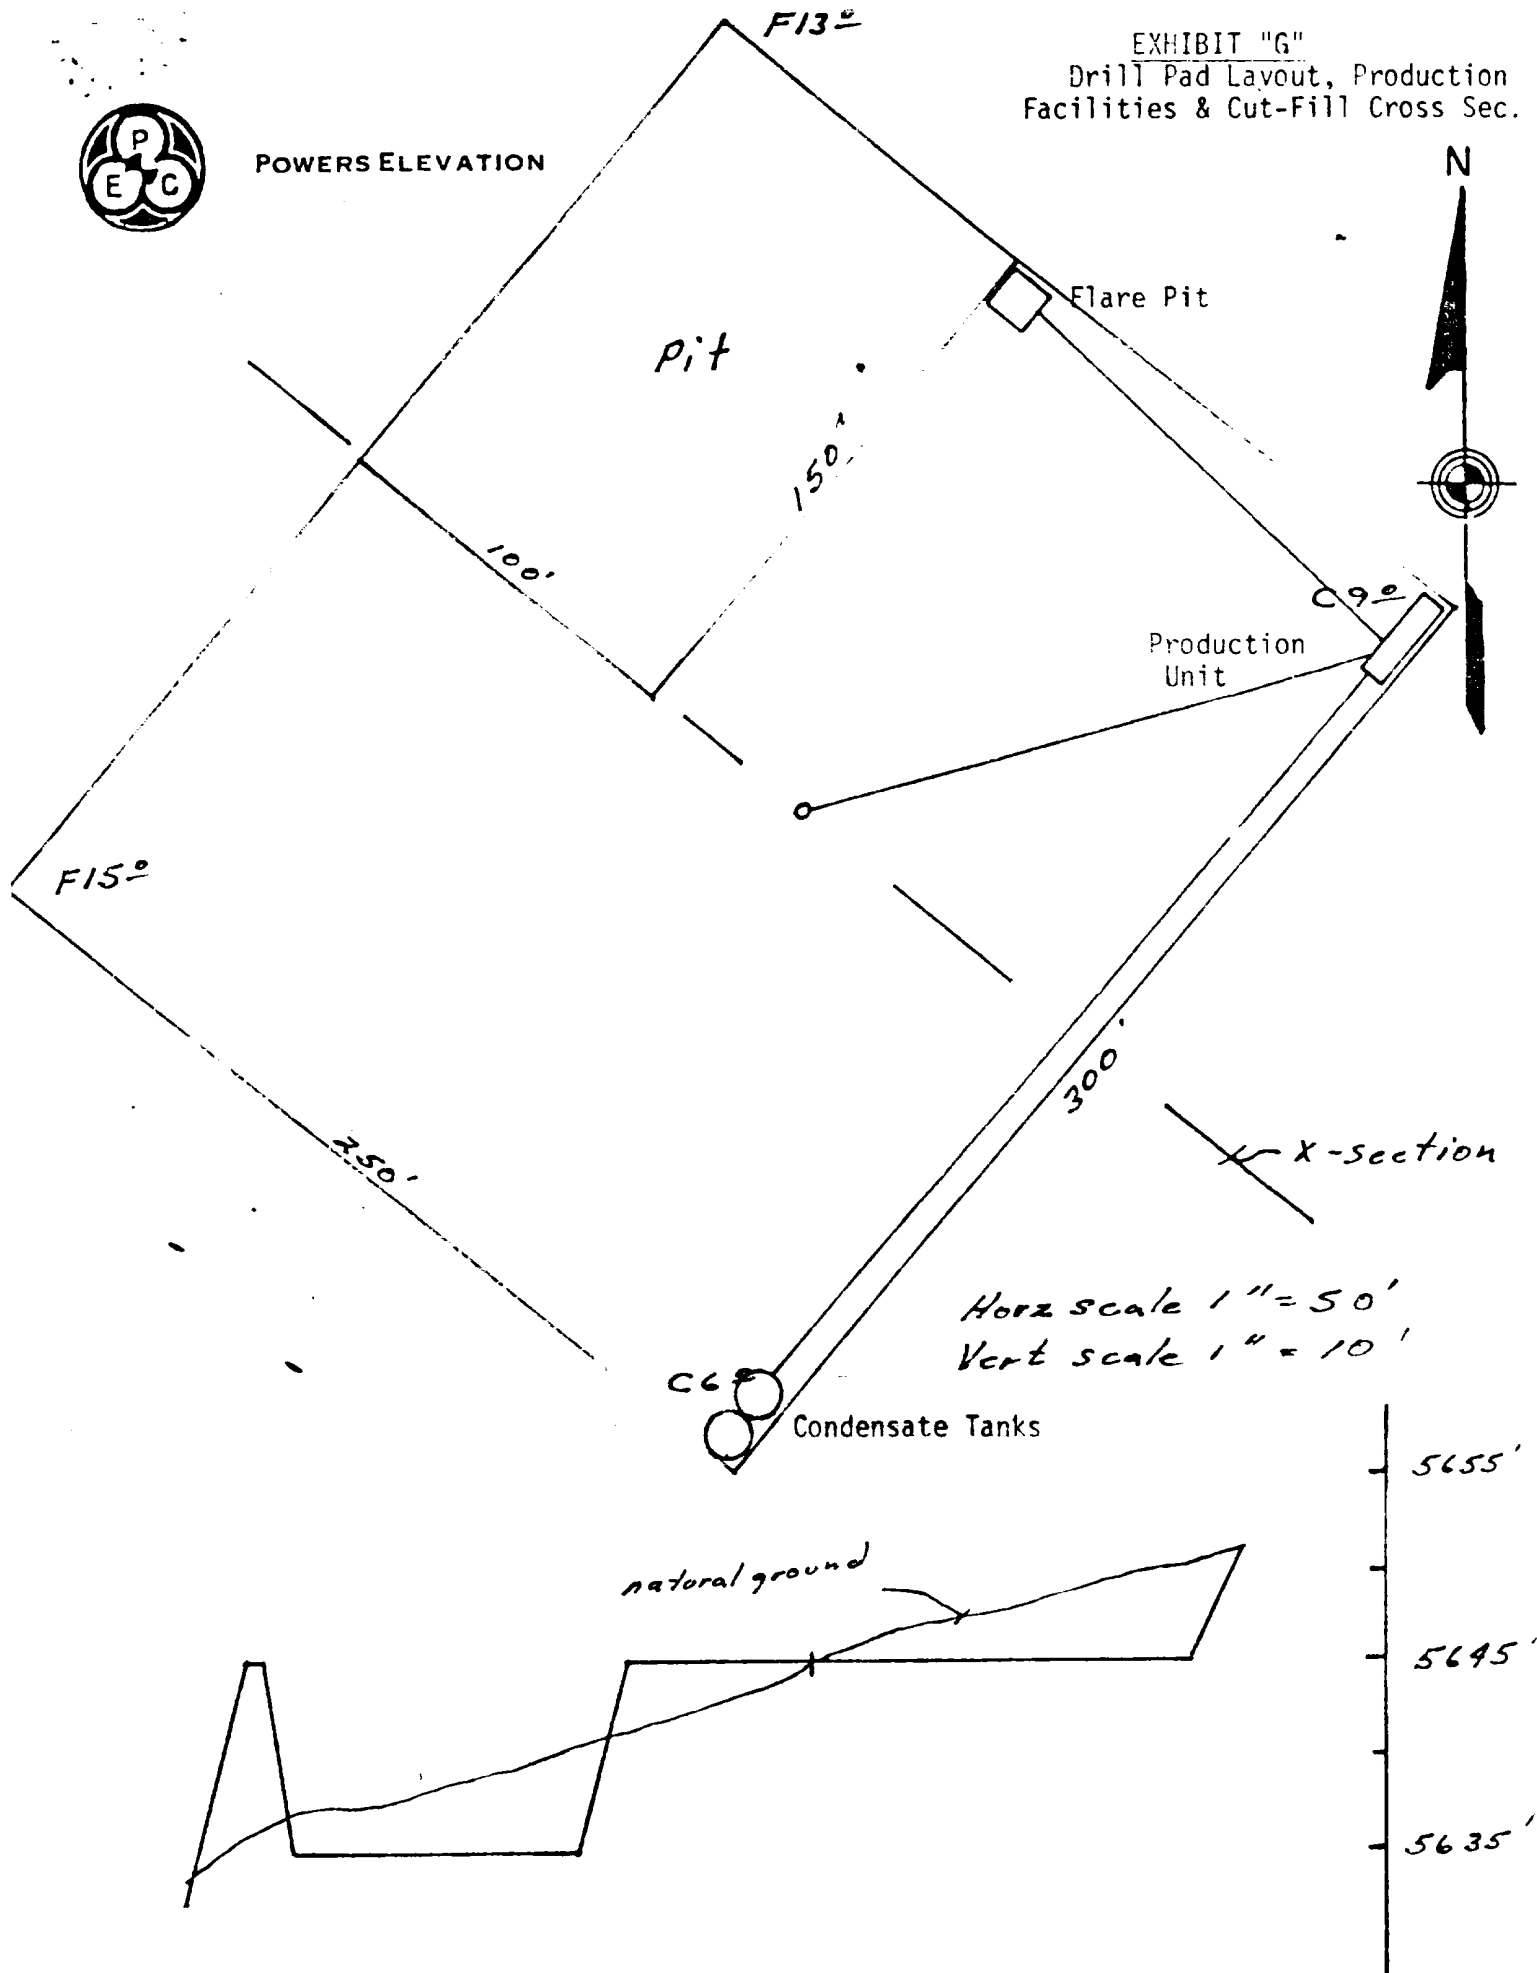 F13º
EXHIBIT "G"
Drill Pad Layout, Production
Facilities & Cut-Fill Cross Sec.
P
E C
POWERS ELEVATION
N
Flare Pit
Pit
150'
100'
C9º
Production
Unit
F15º
300'
250'
X-section
Horz scale 1"=50'
Vert scale 1"=10'
C6º
Condensate Tanks
5655'
natural ground
5645'
5635'